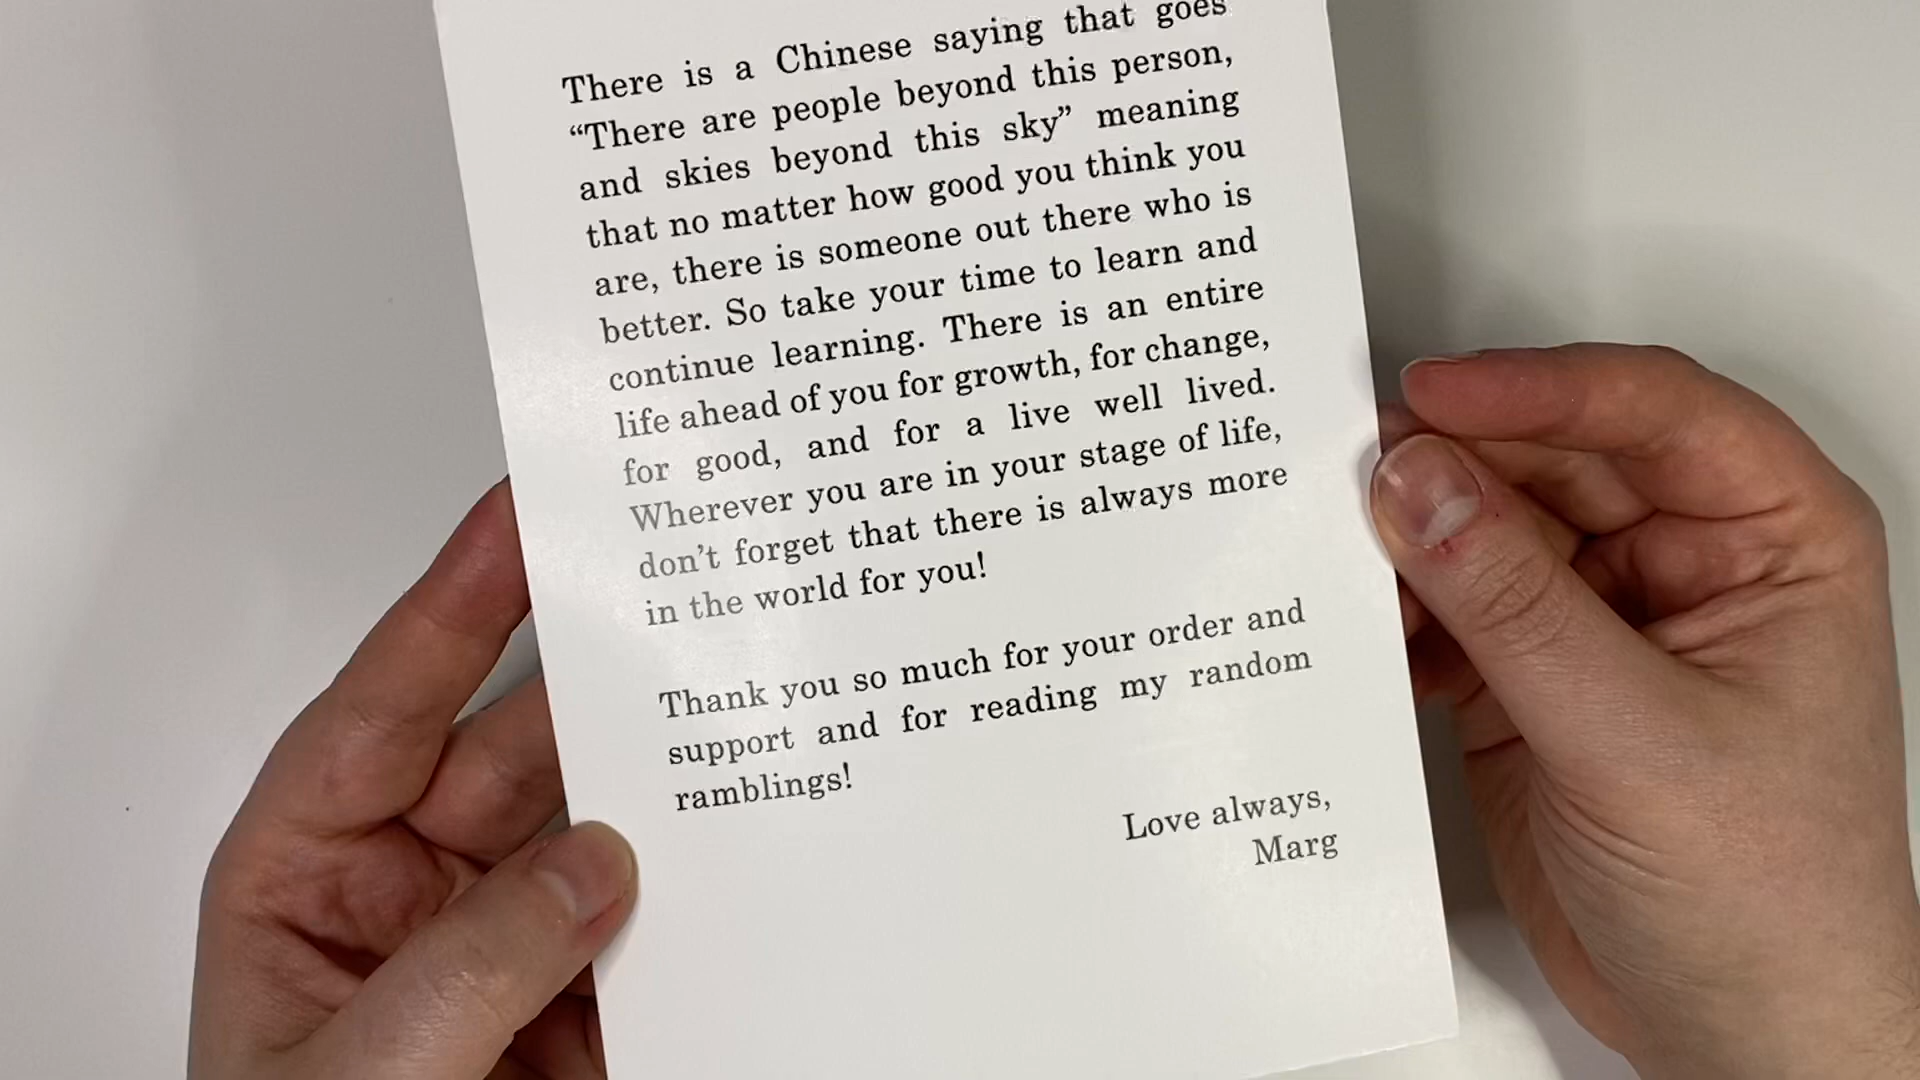 There is a Chinese saying that goes
“There are people beyond this person,
and skies beyond this sky” meaning
that no matter how good you think you
are, there is someone out there who is
better. So take your time to learn and
continue learning. There is an entire
life ahead of you for growth, for change,
for good, and for a live well lived.
Wherever you are in your stage of life,
don’t forget that there is always more
in the world for you!
Thank you so much for your order and
support and for reading my random
ramblings!
Love always,
Marg